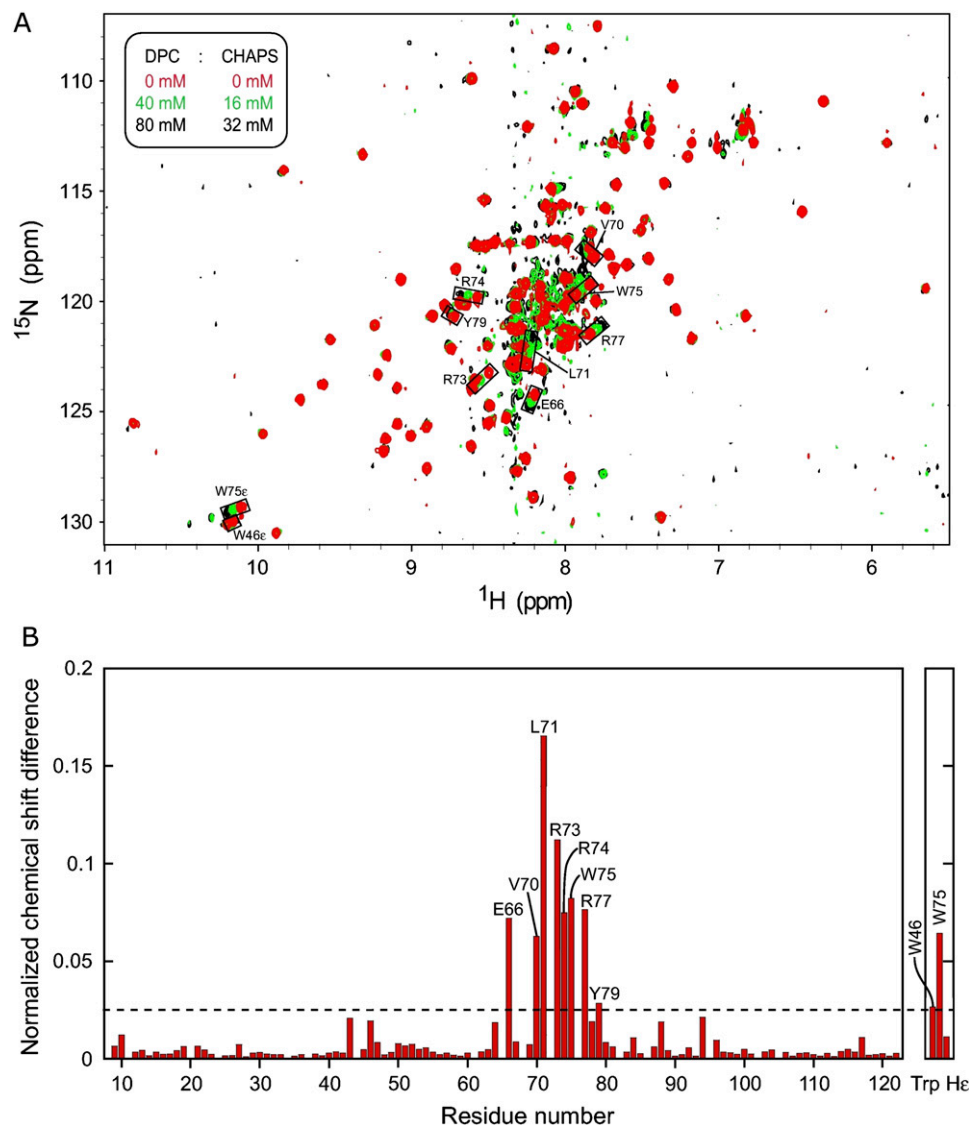 A
DPC : CHAPS
0 mM 0 mM
40 mM 16 mM
80 mM 32 mM
110
115
120
125
130
15N (ppm)
V70
R74
W75
Y79
R77
R73
L71
E66
W75ε
W46ε
11 10 9 8 7 6
1H (ppm)
B
0.2
0.15
0.1
0.05
0
Normalized chemical shift difference
L71
R73
R74
V70
W75
E66
R77
Y79
W46
W75
10 20 30 40 50 60 70 80 90 100 110 120 Trp Hε
Residue number